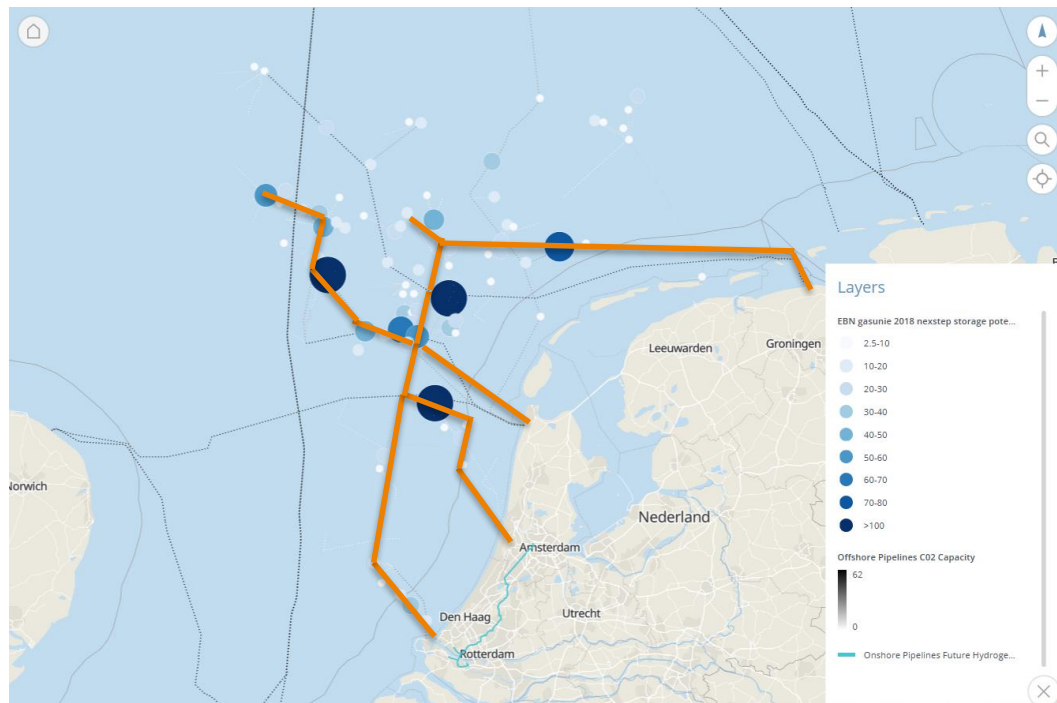 Layers
EBN gasunie 2018 nexstep storage pote...
2.5-10
10-20
20-30
30-40
40-50
50-60
60-70
70-80
>100
Offshore Pipelines C02 Capacity
62
0
Onshore Pipelines Future Hydroge...
Leeuwarden
Groningen
Norwich
Nederland
Amsterdam
Den Haag
Utrecht
Rotterdam